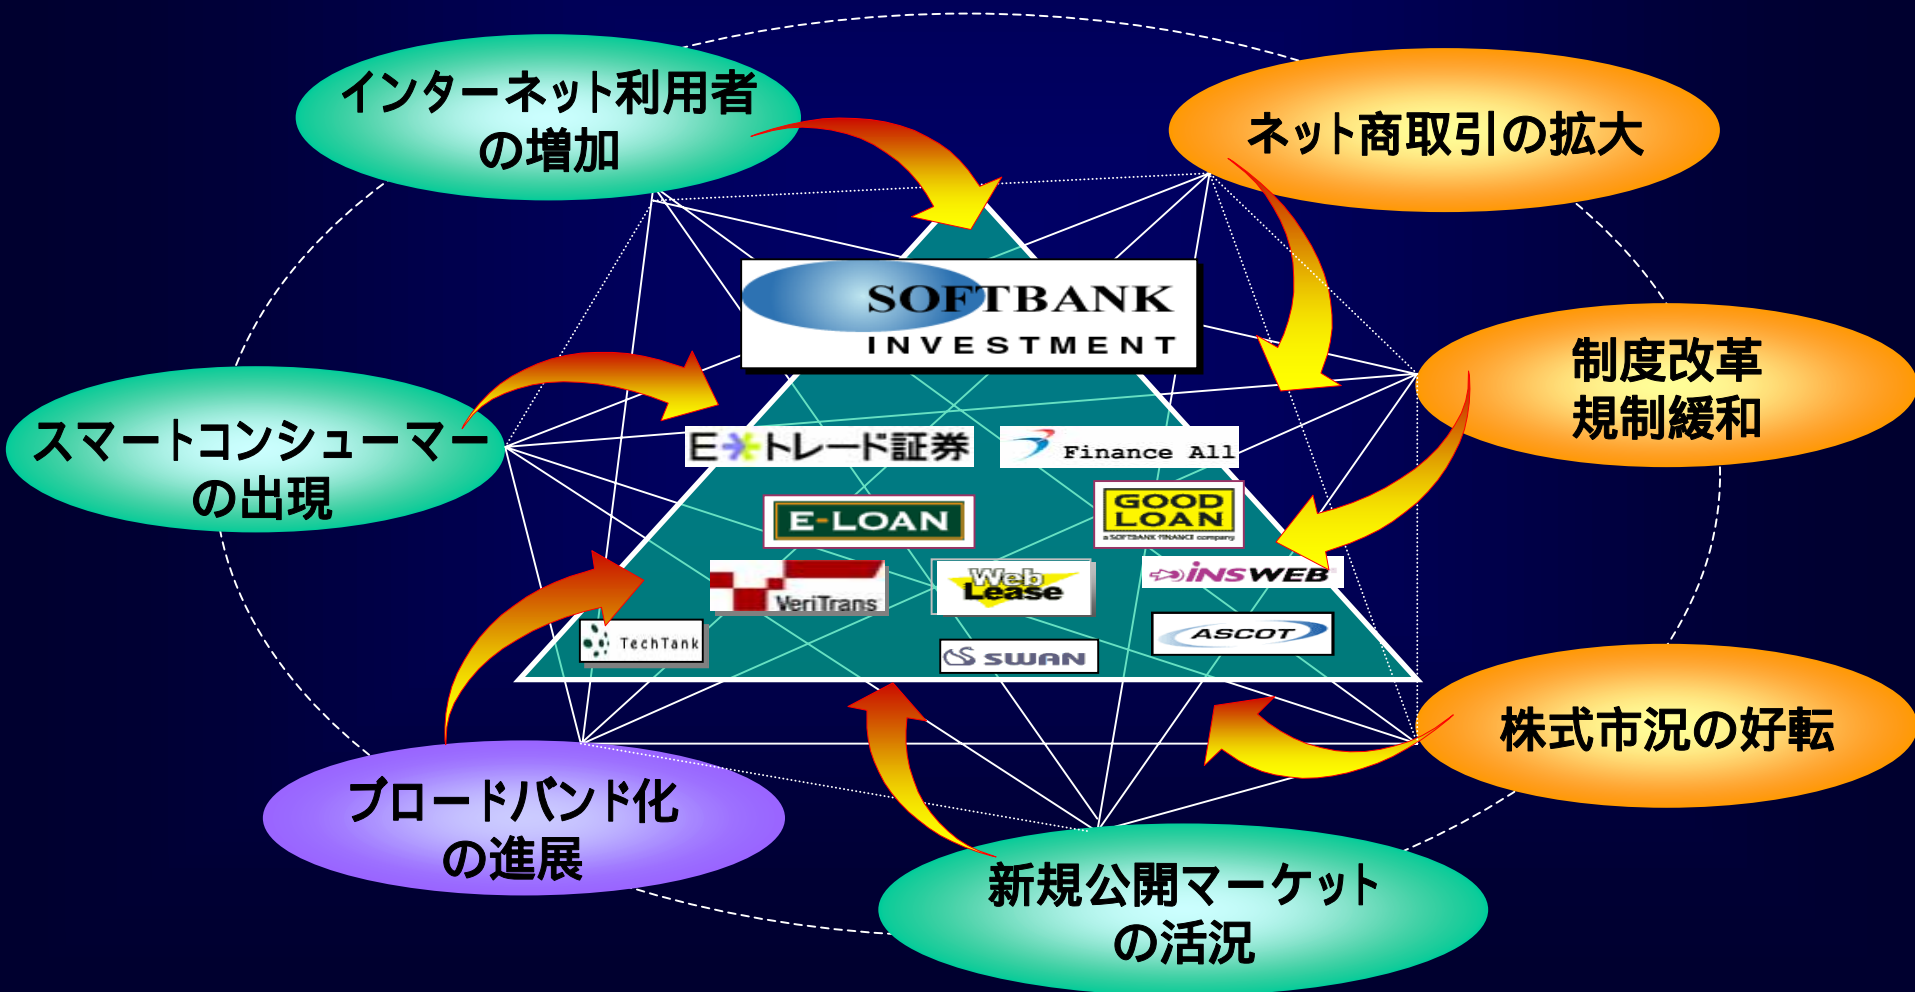 インターネット利用者
の増加
ネット商取引の拡大
SOFTBANK
INVESTMENT
制度改革
規制緩和
スマートコンシューマー
の出現
E*トレード証券
Finance All
E-LOAN
GOOD
LOAN
a SOFTBANK FINANCE company
VeriTrans
Web
Lease
INSWEB
TechTank
SWAN
ASCOT
株式市況の好転
ブロードバンド化
の進展
新規公開マーケット
の活況